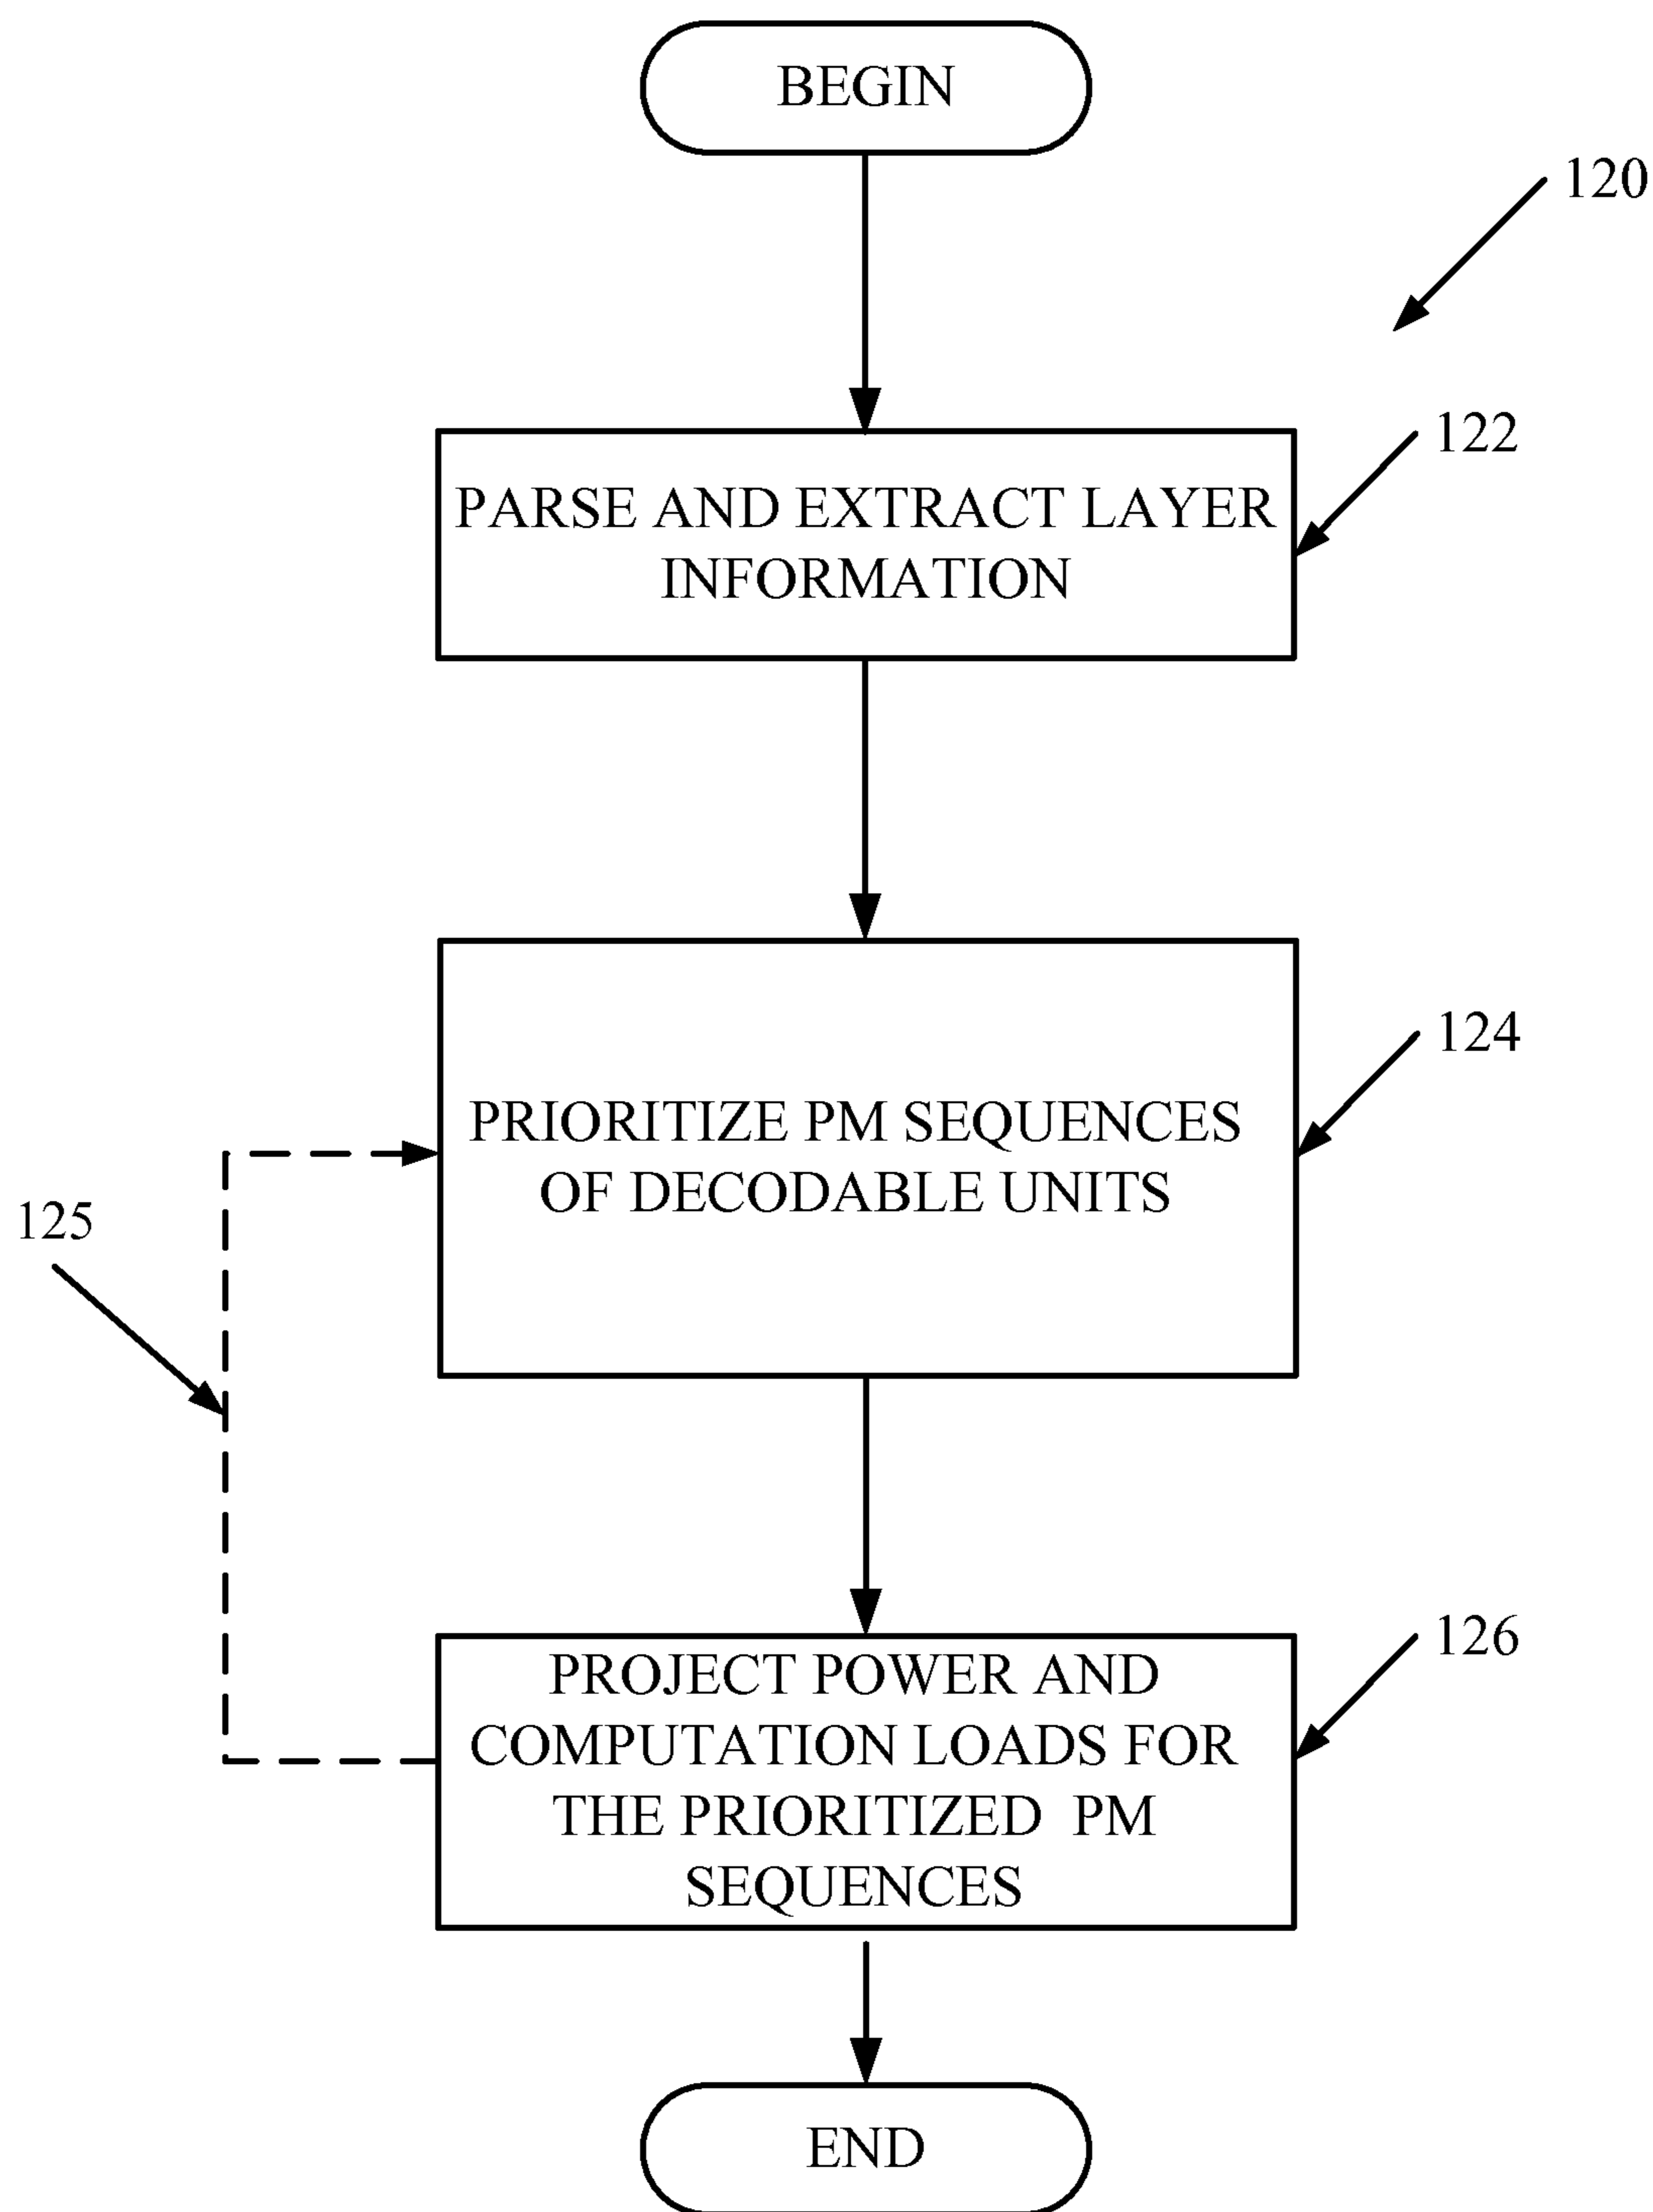 BEGIN
120
122
PARSE AND EXTRACT LAYER
INFORMATION
124
PRIORITIZE PM SEQUENCES
OF DECODABLE UNITS
125
126
PROJECT POWER AND
COMPUTATION LOADS FOR
THE PRIORITIZED PM
SEQUENCES
END